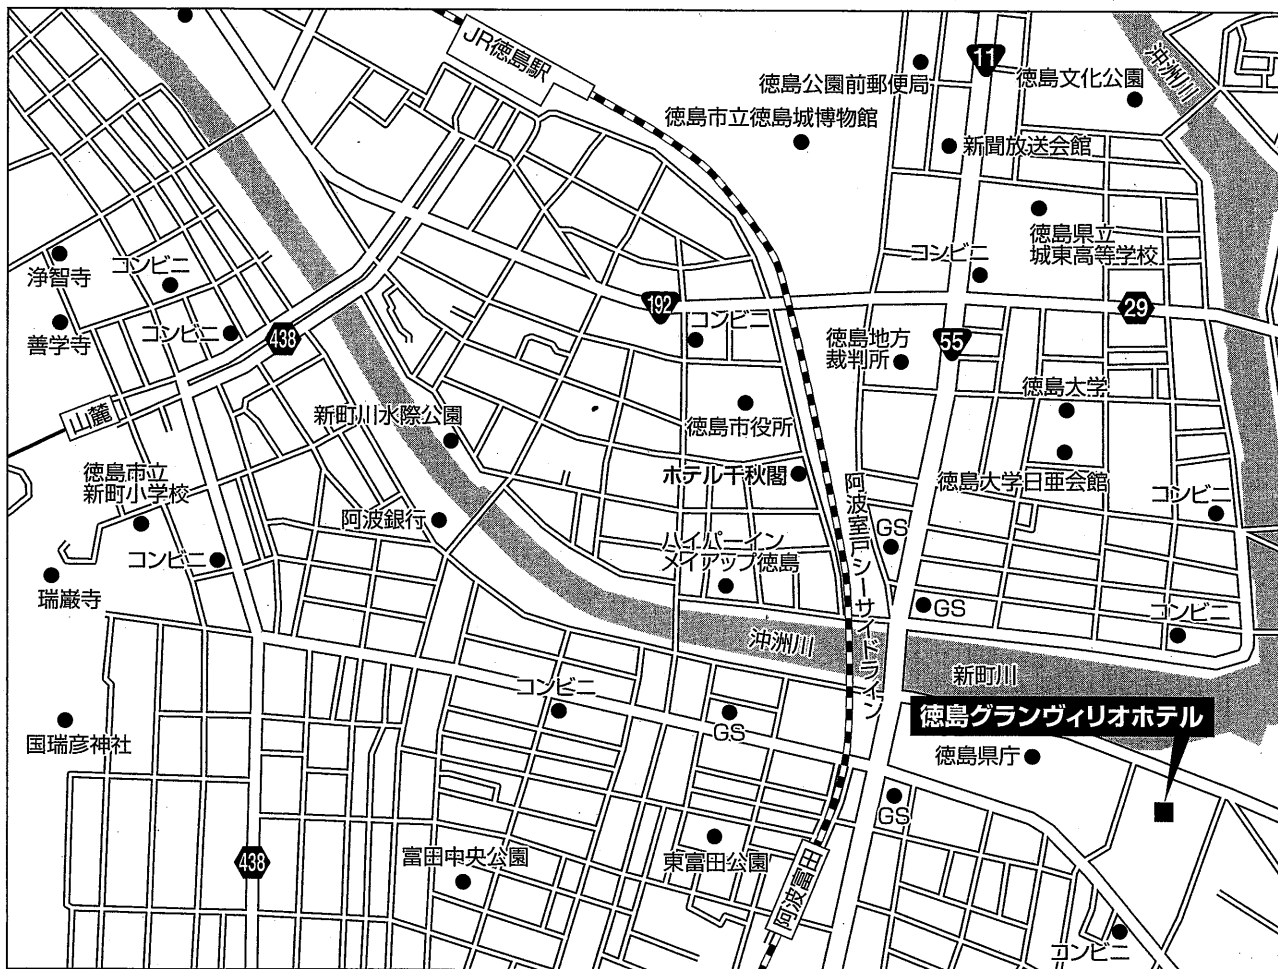 JR徳島駅
11
沖洲川
徳島公園前郵便局
徳島文化公園
徳島市立徳島城博物館
新聞放送会館
徳島県立
城東高等学校
コンビニ
浄智寺
コンビニ
善学寺
コンビニ
438
192
コンビニ
29
徳島地方
裁判所
55
徳島大学
山麓
新町川水際公園
徳島市役所
徳島市立
新町小学校
ホテル千秋閣
徳島大学日亜会館
コンビニ
阿波銀行
阿波室戸シーサイドライン
GS
ハイパーイン
メイアップ徳島
コンビニ
瑞巌寺
GS
コンビニ
沖洲川
新町川
コンビニ
GS
徳島グランヴィリオホテル
国瑞彦神社
徳島県庁
GS
438
富田中央公園
東富田公園
阿波富田
コンビニ